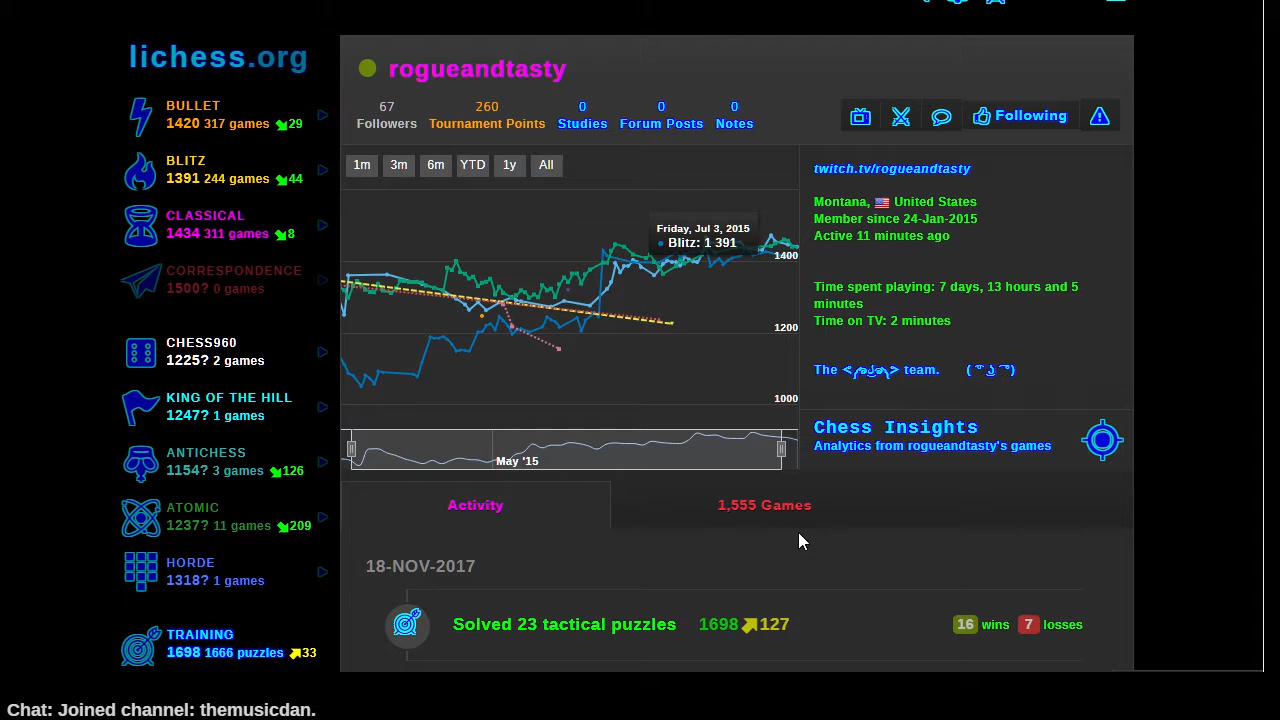 lichess.org
BULLET
1420 317 games 29
BLITZ
1391 244 games 44
CLASSICAL
1434 311 games 8
CORRESPONDENCE
1500? 0 games
CHESS960
1225? 2 games
KING OF THE HILL
1247? 1 games
ANTICHESS
1154? 3 games 126
ATOMIC
1237? 11 games 209
HORDE
1318? 1 games
TRAINING
1698 1666 puzzles 33
rogueandtasty
67 260 0 0 0
Followers Tournament Points Studies Forum Posts Notes
Following
1m 3m 6m YTD 1y All
Friday, Jul 3, 2015
Blitz: 1 391
1400
1200
1000
May '15
twitch.tv/rogueandtasty
Montana, United States
Member since 24-Jan-2015
Active 11 minutes ago
Time spent playing: 7 days, 13 hours and 5
minutes
Time on TV: 2 minutes
The team.
Chess Insights
Analytics from rogueandtasty's games
Activity 1,555 Games
18-NOV-2017
Solved 23 tactical puzzles 1698 127 16 wins 7 losses
Chat: Joined channel: themusicdan.